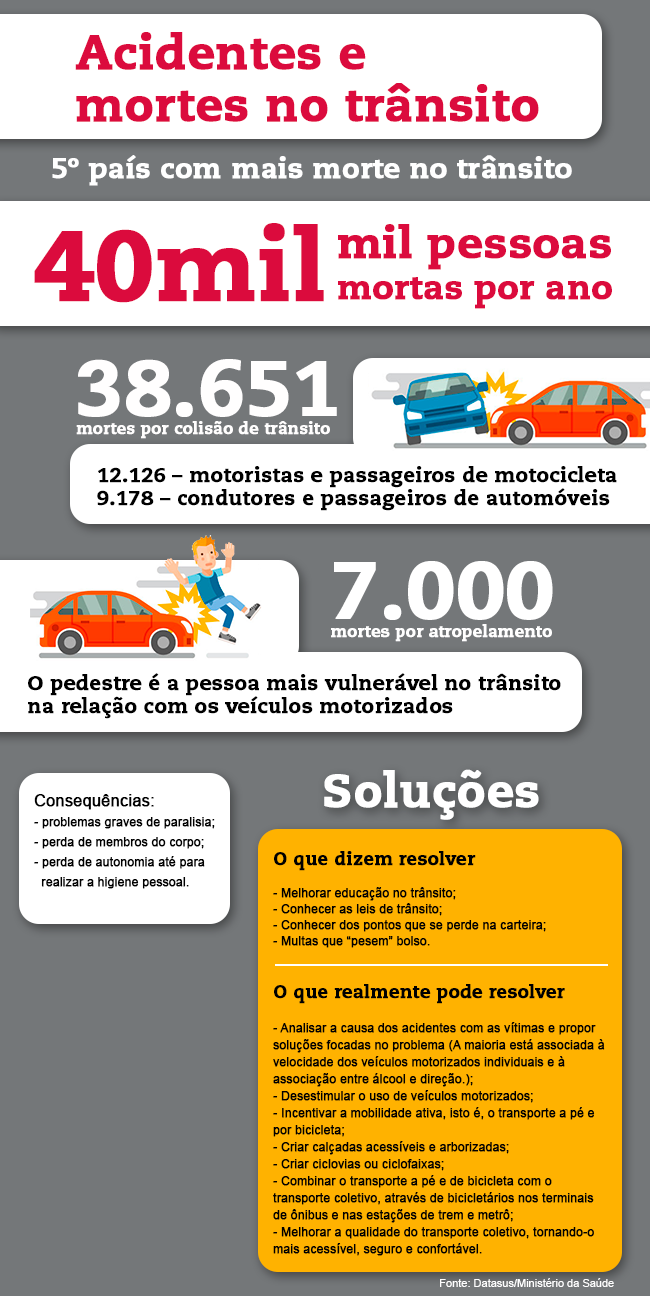 Acidentes e
mortes no trânsito
5º país com mais morte no trânsito
40mil mil pessoas
mortas por ano
38.651
mortes por colisão de trânsito
12.126 – motoristas e passageiros de motocicleta
9.178 – condutores e passageiros de automóveis
7.000
mortes por atropelamento
O pedestre é a pessoa mais vulnerável no trânsito
na relação com os veículos motorizados
Consequências:
- problemas graves de paralisia;
- perda de membros do corpo;
- perda de autonomia até para
realizar a higiene pessoal.
Soluções
O que dizem resolver
- Melhorar educação no trânsito;
- Conhecer as leis de trânsito;
- Conhecer dos pontos que se perde na carteira;
- Multas que “pesem” bolso.
O que realmente pode resolver
- Analisar a causa dos acidentes com as vítimas e propor
soluções focadas no problema (A maioria está associada à
velocidade dos veículos motorizados individuais e à
associação entre álcool e direção.);
- Desestimular o uso de veículos motorizados;
- Incentivar a mobilidade ativa, isto é, o transporte a pé e
por bicicleta;
- Criar calçadas acessíveis e arborizadas;
- Criar ciclovias ou ciclofaixas;
- Combinar o transporte a pé e de bicicleta com o
transporte coletivo, através de bicicletários nos terminais
de ônibus e nas estações de trem e metrô;
- Melhorar a qualidade do transporte coletivo, tornando-o
mais acessível, seguro e confortável.
Fonte: Datasus/Ministério da Saúde